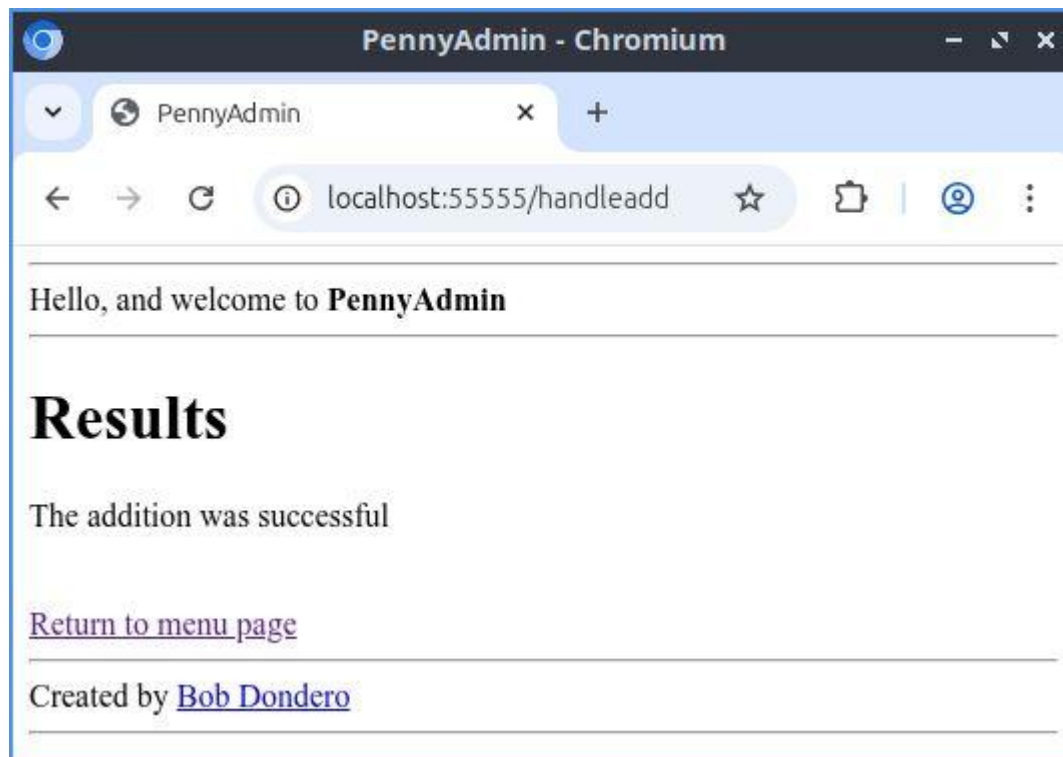 PennyAdmin - Chromium
PennyAdmin
localhost:55555/handleadd
Hello, and welcome to PennyAdmin
Results
The addition was successful
Return to menu page
Created by Bob Dondero